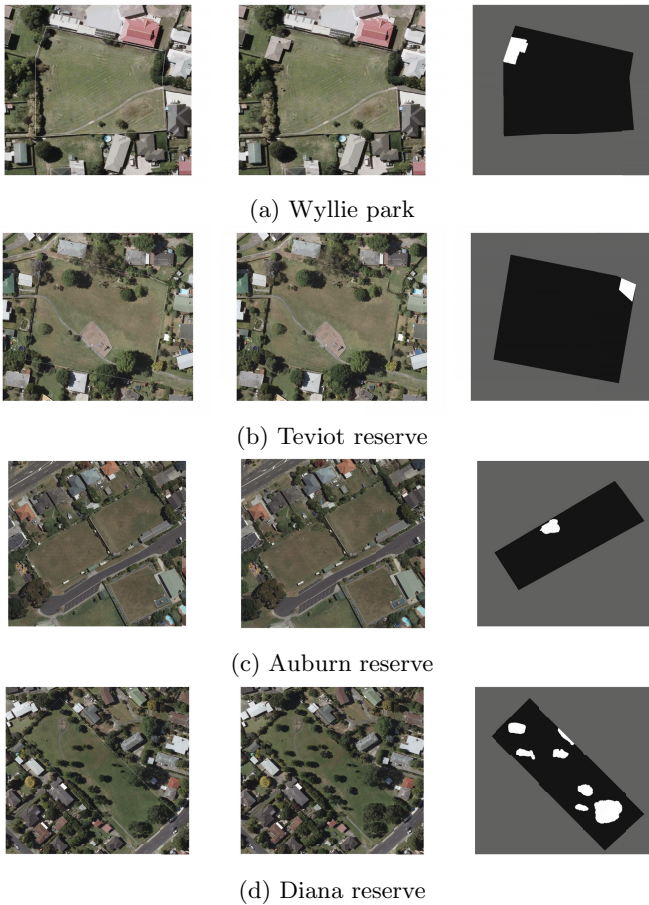 (a) Wyllie park
(b) Teviot reserve
(c) Auburn reserve
(d) Diana reserve